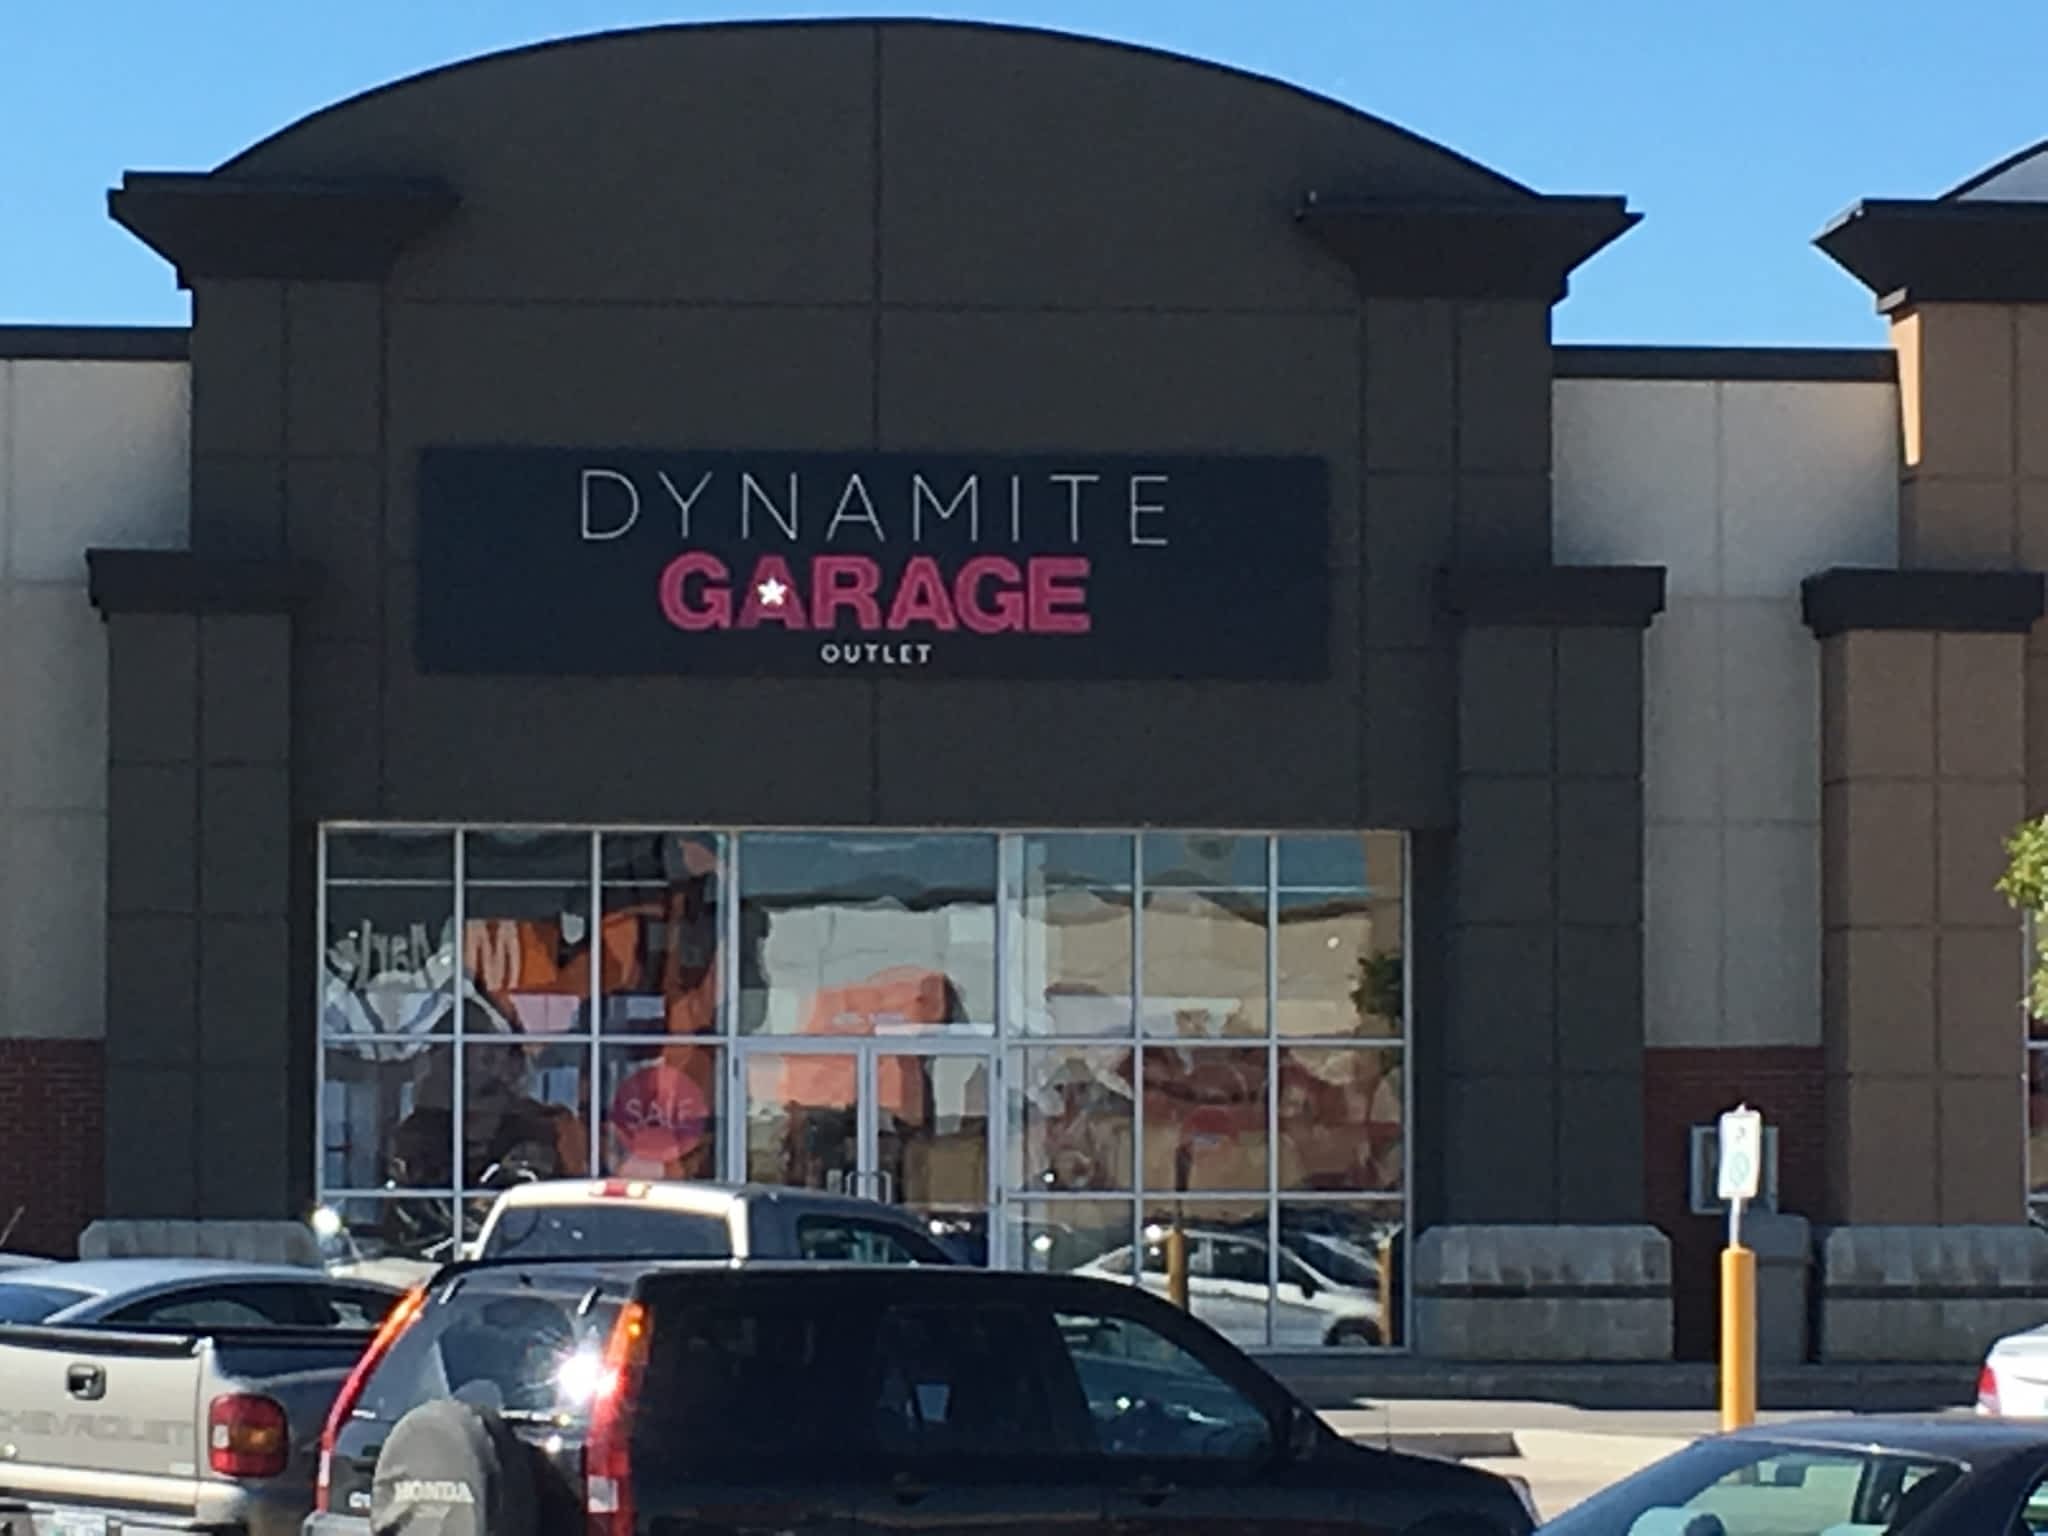 DYNAMITE
GARAGE
OUTLET
SALE
CHEVROLET
HONDA